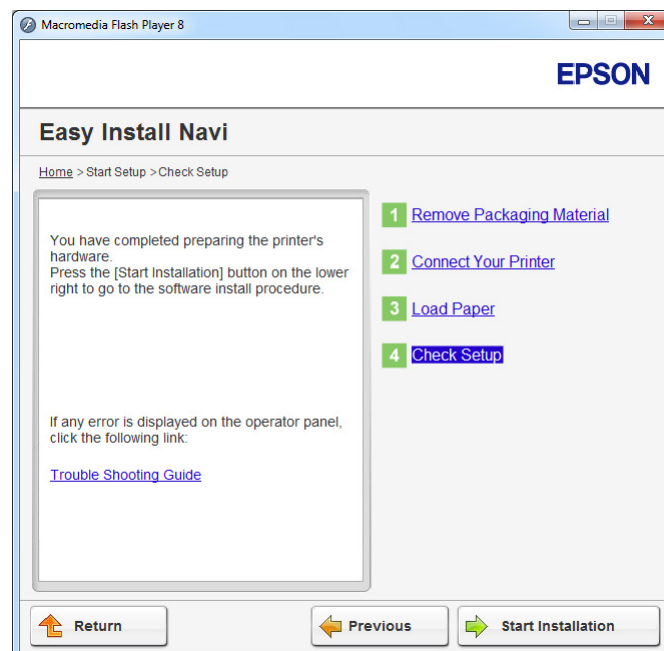 Macromedia Flash Player 8
EPSON
Easy Install Navi
Home > Start Setup >Check Setup
You have completed preparing the printer's
hardware.
Press the [Start Installation] button on the lower
right to go to the software install procedure.
If any error is displayed on the operator panel,
click the following link:
Trouble Shooting Guide
1 Remove Packaging Material
2 Connect Your Printer
3 Load Paper
4 Check Setup
Return
Previous
Start Installation